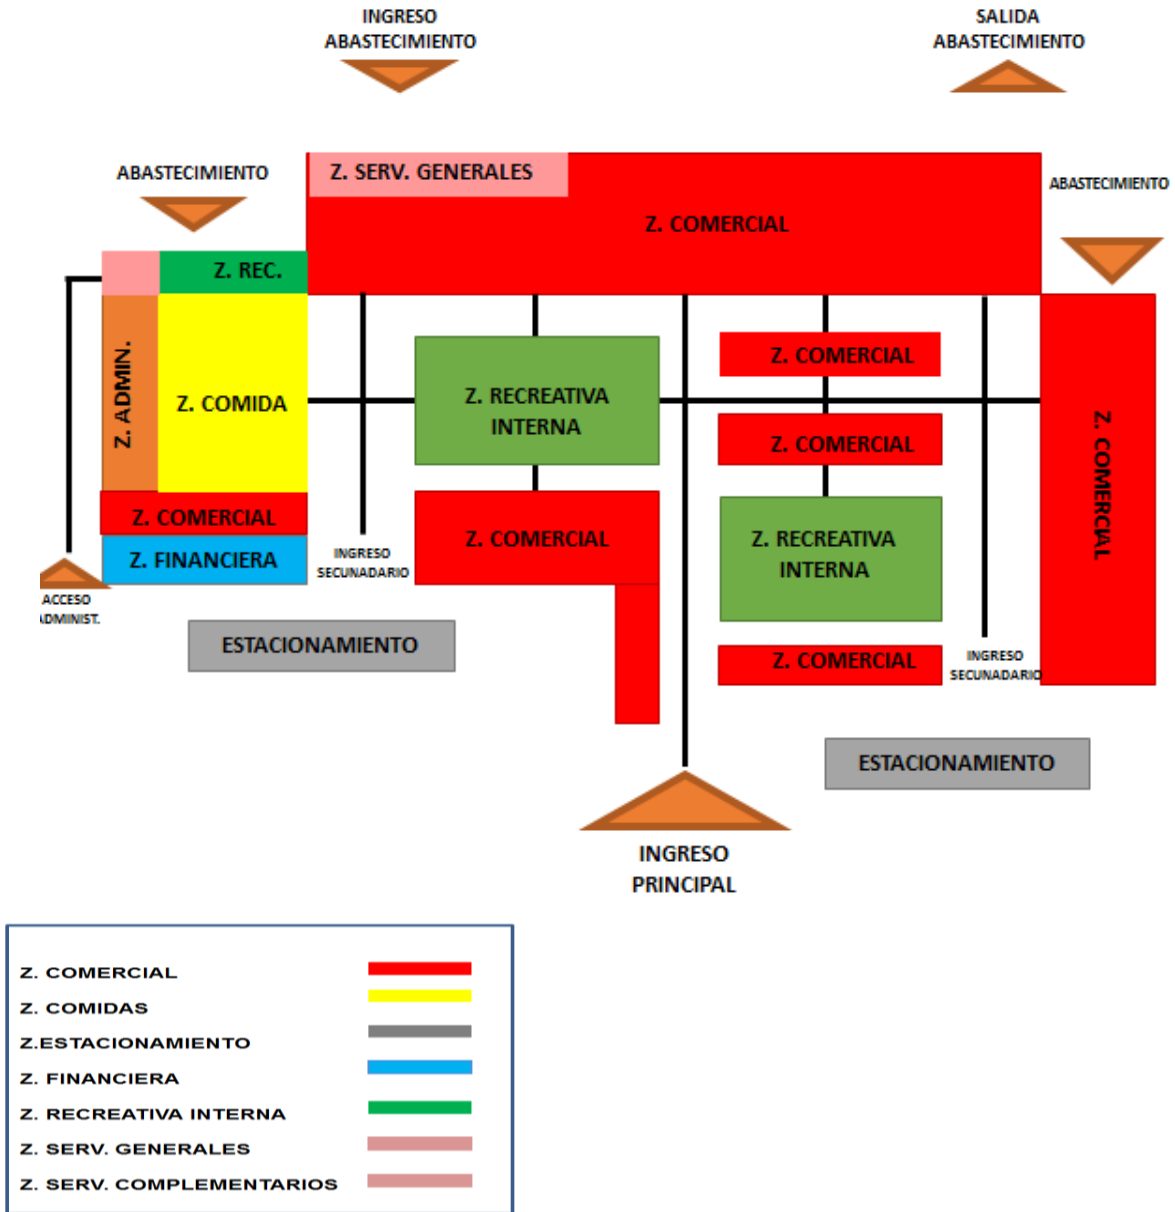 INGRESO
ABASTECIMIENTO
SALIDA
ABASTECIMIENTO
ABASTECIMIENTO
Z. SERV. GENERALES
ABASTECIMIENTO
Z. COMERCIAL
Z. REC.
Z. COMERCIAL
Z. ADMIN.
Z. COMIDA
Z. RECREATIVA
INTERNA
Z. COMERCIAL
Z. COMERCIAL
Z. COMERCIAL
Z. FINANCIERA
INGRESO
SECUNADARIO
Z. COMERCIAL
Z. RECREATIVA
INTERNA
ACCESO
ADMINIST.
ESTACIONAMIENTO
Z. COMERCIAL
INGRESO
SECUNADARIO
ESTACIONAMIENTO
INGRESO
PRINCIPAL
Z. COMERCIAL
Z. COMIDAS
Z.ESTACIONAMIENTO
Z. FINANCIERA
Z. RECREATIVA INTERNA
Z. SERV. GENERALES
Z. SERV. COMPLEMENTARIOS